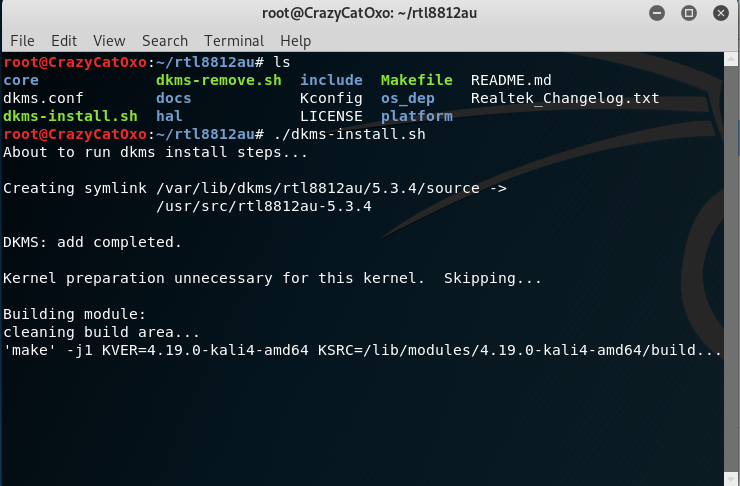 root@CrazyCatOxo: ~/rtl8812au
File Edit View Search Terminal Help
root@CrazyCatOxo:~/rtl8812au# ls
core dkms-remove.sh include Makefile README.md
dkms.conf docs Kconfig os_dep Realtek_Changelog.txt
dkms-install.sh hal LICENSE platform
root@CrazyCatOxo:~/rtl8812au# ./dkms-install.sh
About to run dkms install steps...
Creating symlink /var/lib/dkms/rtl8812au/5.3.4/source ->
/usr/src/rtl8812au-5.3.4
DKMS: add completed.
Kernel preparation unnecessary for this kernel.  Skipping...
Building module:
cleaning build area...
'make' -j1 KVER=4.19.0-kali4-amd64 KSRC=/lib/modules/4.19.0-kali4-amd64/build...